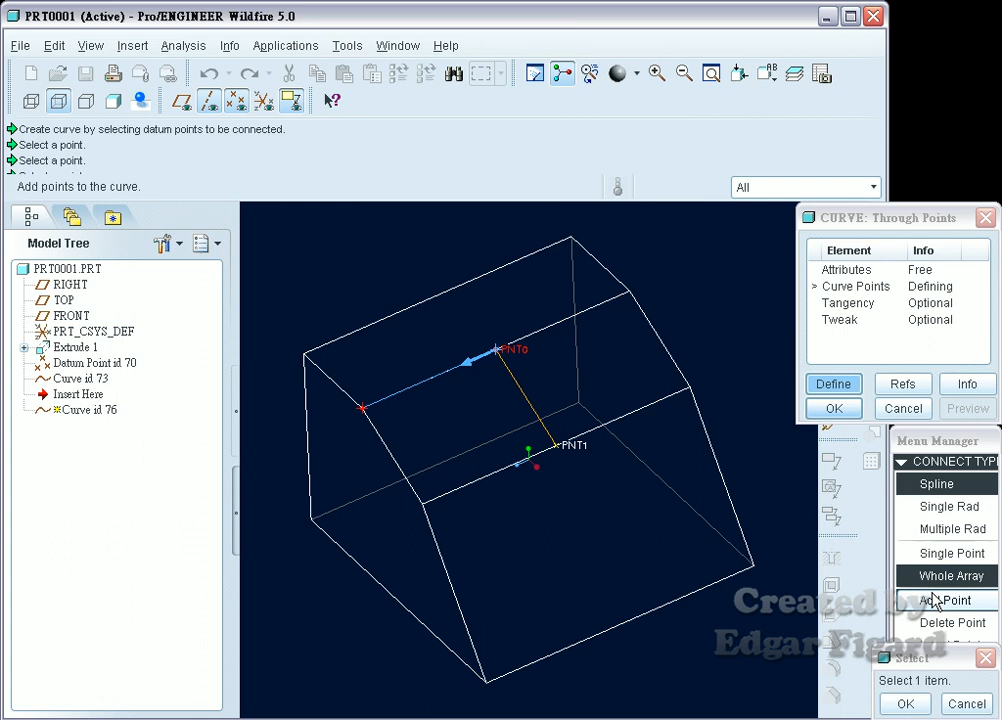 PRT0001 (Active) - Pro/ENGINEER Wildfire 5.0
File Edit View Insert Analysis Info Applications Tools Window Help
Create curve by selecting datum points to be connected.
Select a point.
Select a point.
Add points to the curve.
All
Model Tree
PRT0001.PRT
RIGHT
TOP
FRONT
PRT_CSYS_DEF
Extrude 1
Datum Point id 70
Curve id 73
Insert Here
Curve id 76
PNT0
PNT1
CURVE: Through Points
Element Info
Attributes Free
> Curve Points Defining
Tangency Optional
Tweak Optional
Define Refs Info
OK Cancel Preview
Menu Manager
CONNECT TYP
Spline
Single Rad
Multiple Rad
Single Point
Whole Array
Add Point
Delete Point
Created by
Edgar Figard
Select
Select 1 item.
OK Cancel